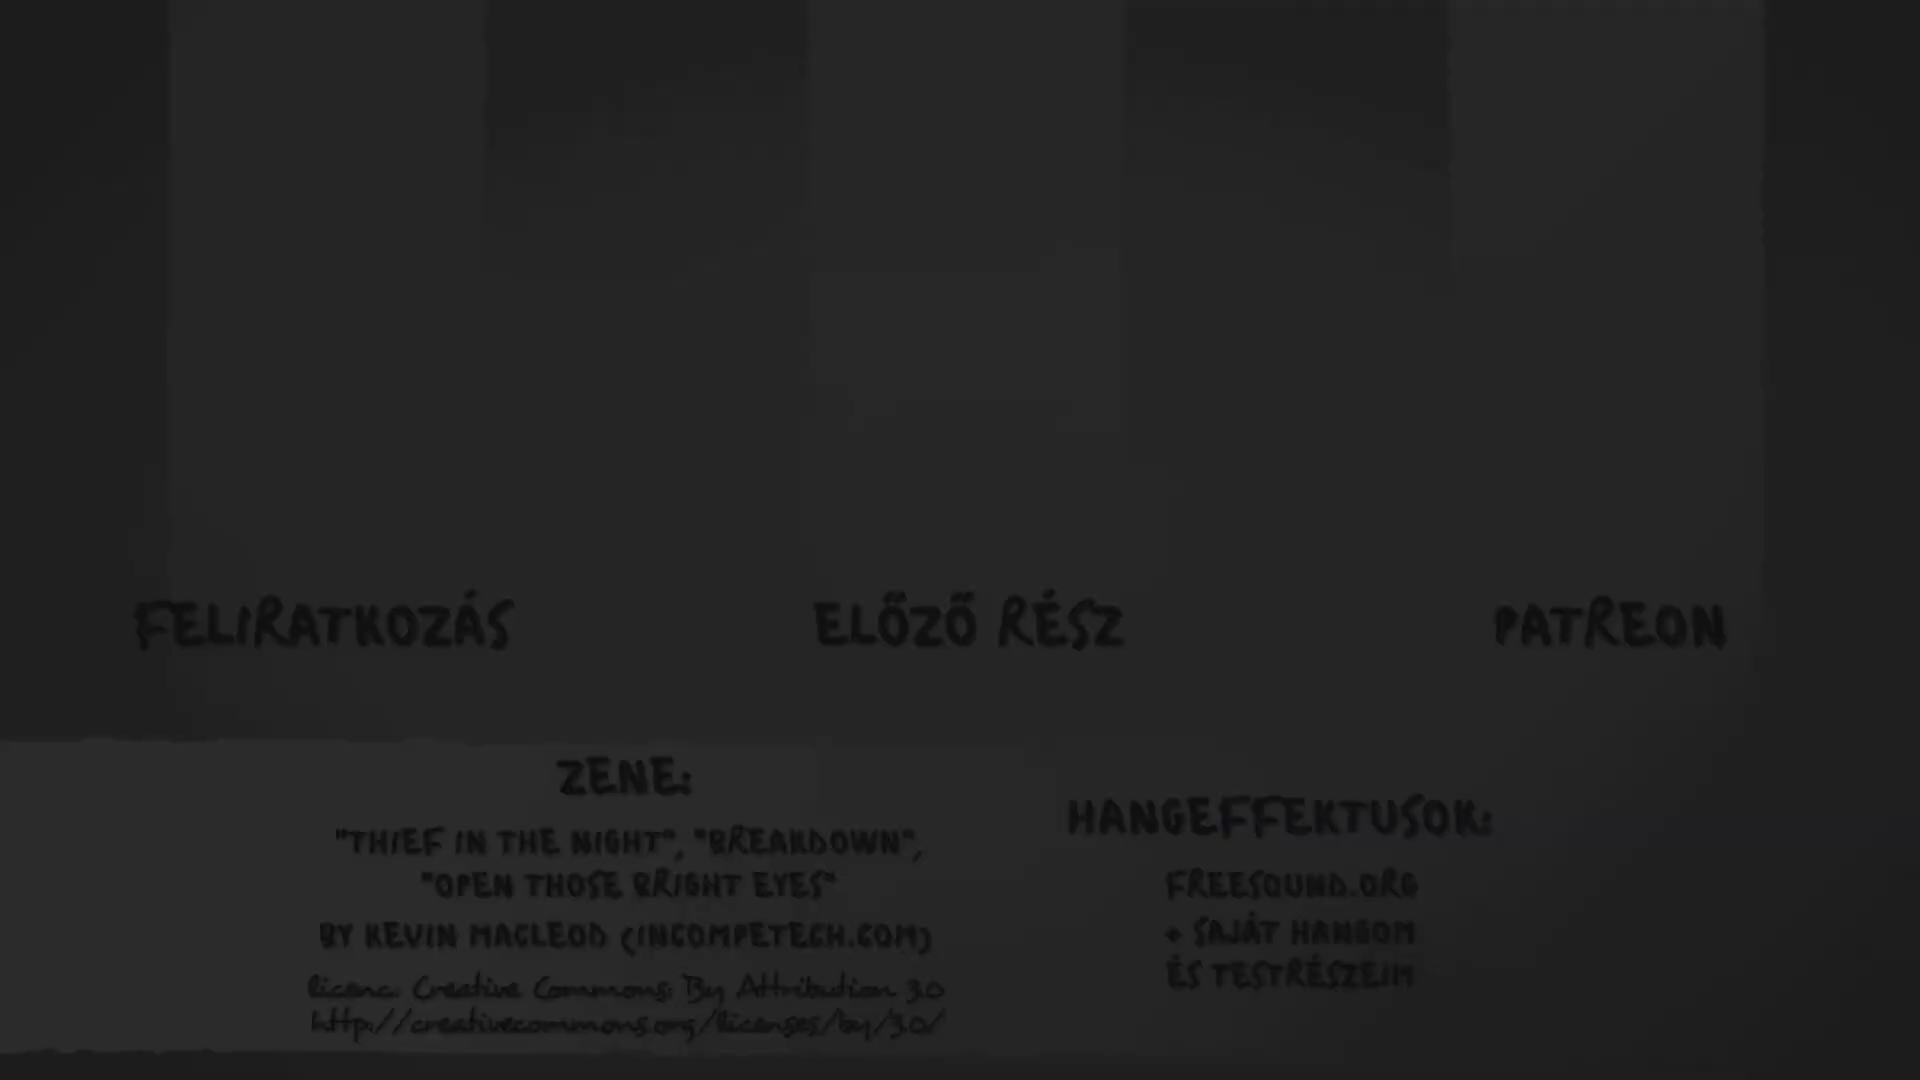 FELIRATKOZÁS
ELŐZŐ RÉSZ
PATREON
ZENE:
"THIEF IN THE NIGHT", "BREAKDOWN",
"OPEN THOSE BRIGHT EYES"
BY KEVIN MACLEOD (INCOMPETECH.COM)
licenc: Creative Commons: By Attribution 3.0
http://creativecommons.org/licenses/by/3.0/
HANGEFFEKTUSOK:
FREESOUND.ORG
+ SAJÁT HANGOM
ÉS TESTRÉSZEIM